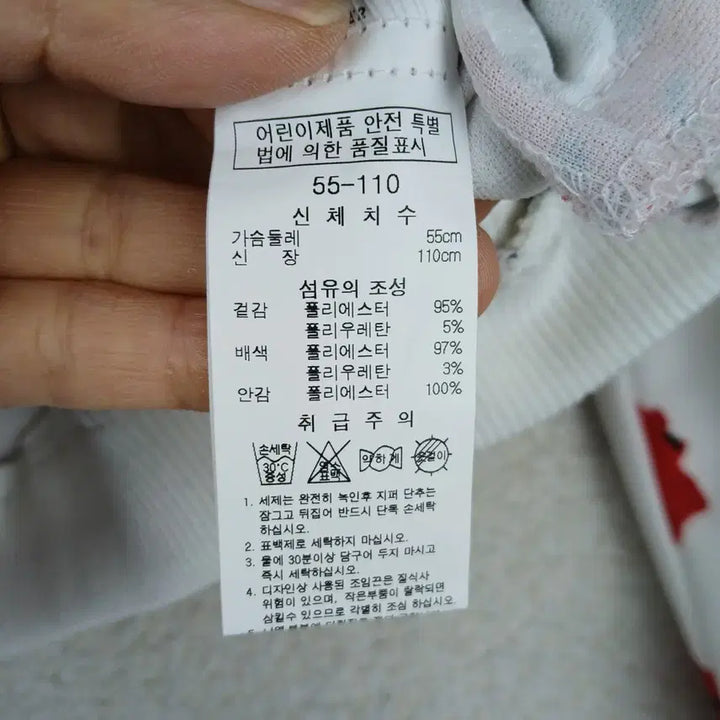 어린이제품 안전 특별
법에 의한 품질표시
55-110
신 체 치 수
가슴둘레 55cm
신 장 110cm
섬유의 조성
겉감 폴리에스터 95%
폴리우레탄 5%
배색 폴리에스터 97%
폴리우레탄 3%
안감 폴리에스터 100%
취 급 주 의
손세탁 30℃ 중성 염소 표백 약하게 옷걸이
1. 세제는 완전히 녹인후 지퍼 단추는
잠그고 뒤집어 반드시 단독 손세탁
하십시오.
2. 표백제로 세탁하지 마십시오.
3. 물에 30분이상 담구어 두지 마시고
즉시 세탁하십시오.
4. 디자인상 사용된 조임끈은 질식사
위험이 있으며, 작은부품이 탈락되면
삼킬수 있으므로 각별히 조심 하십시오.